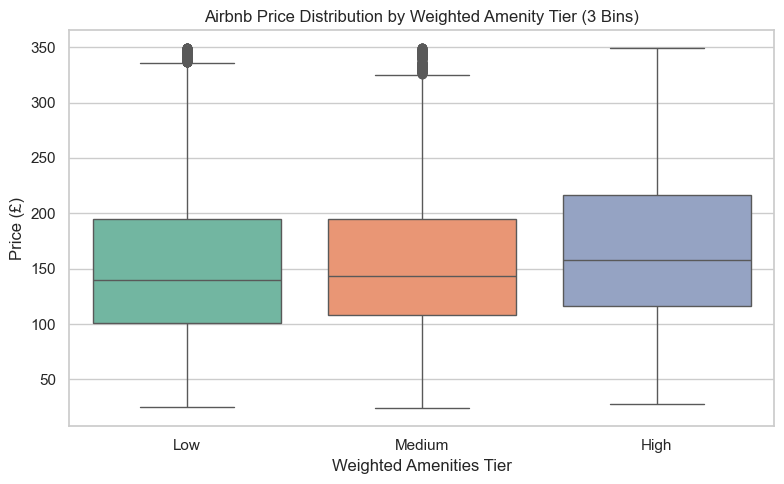 Airbnb Price Distribution by Weighted Amenity Tier (3 Bins)
Price (£)
350
300
250
200
150
100
50
Low Medium High
Weighted Amenities Tier